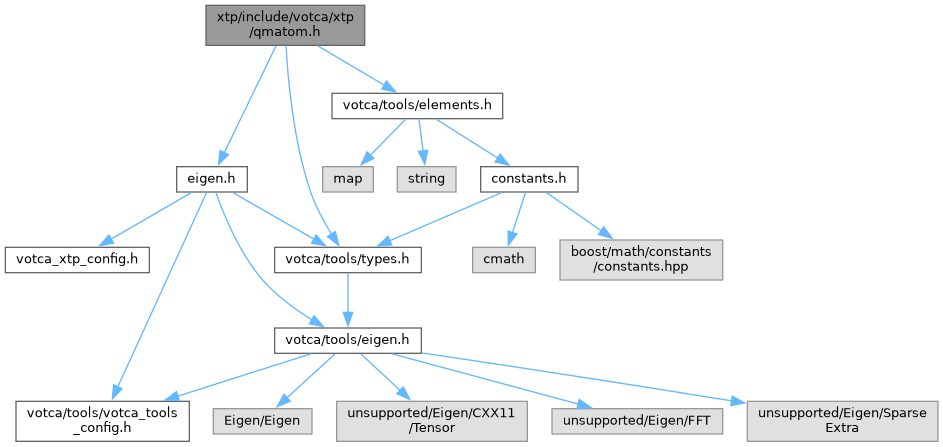 xtp/include/votca/xtp
/qmatom.h
votca/tools/elements.h
eigen.h
map
string
constants.h
votca_xtp_config.h
votca/tools/types.h
cmath
boost/math/constants
/constants.hpp
votca/tools/eigen.h
votca/tools/votca_tools
_config.h
Eigen/Eigen
unsupported/Eigen/CXX11
/Tensor
unsupported/Eigen/FFT
unsupported/Eigen/Sparse
Extra